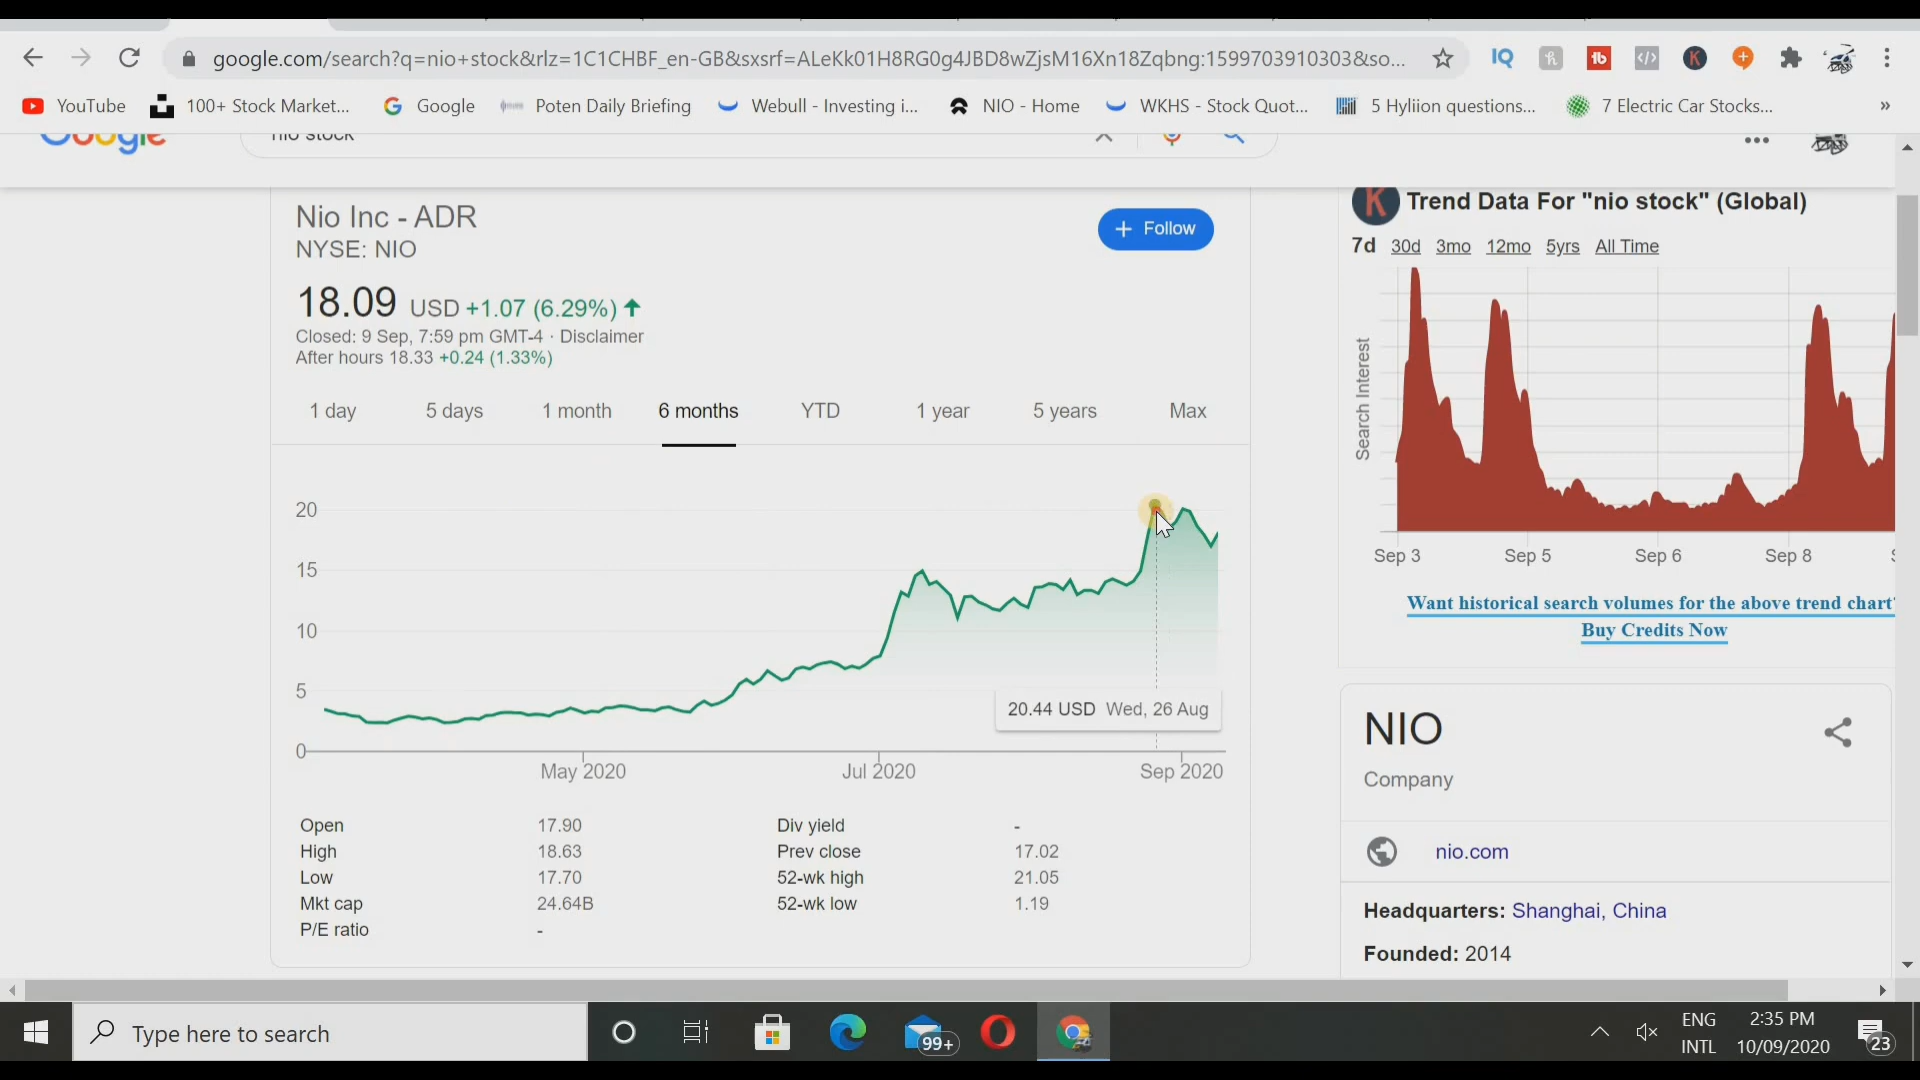 google.com/search?q=nio+stock&rlz=1C1CHBF_en-GB&sxsrf=ALeKk01H8RG0g4JBD8wZjsM16Xn18Zqbng:1599703910303&so...
YouTube 100+ Stock Market... Google Poten Daily Briefing Webull - Investing i... NIO - Home WKHS - Stock Quot... 5 Hyliion questions... 7 Electric Car Stocks... »
Google nio stock
Nio Inc - ADR
NYSE: NIO
+ Follow
18.09 USD +1.07 (6.29%)
Closed: 9 Sep, 7:59 pm GMT-4 · Disclaimer
After hours 18.33 +0.24 (1.33%)
1 day 5 days 1 month 6 months YTD 1 year 5 years Max
20
15
10
5
0
20.44 USD Wed, 26 Aug
May 2020 Jul 2020 Sep 2020
Open 17.90 Div yield -
High 18.63 Prev close 17.02
Low 17.70 52-wk high 21.05
Mkt cap 24.64B 52-wk low 1.19
P/E ratio -
K Trend Data For "nio stock" (Global)
7d 30d 3mo 12mo 5yrs All Time
Search Interest
Sep 3 Sep 5 Sep 6 Sep 8
Want historical search volumes for the above trend chart?
Buy Credits Now
NIO
Company
nio.com
Headquarters: Shanghai, China
Founded: 2014
Type here to search
99+
ENG 2:35 PM
INTL 10/09/2020
23